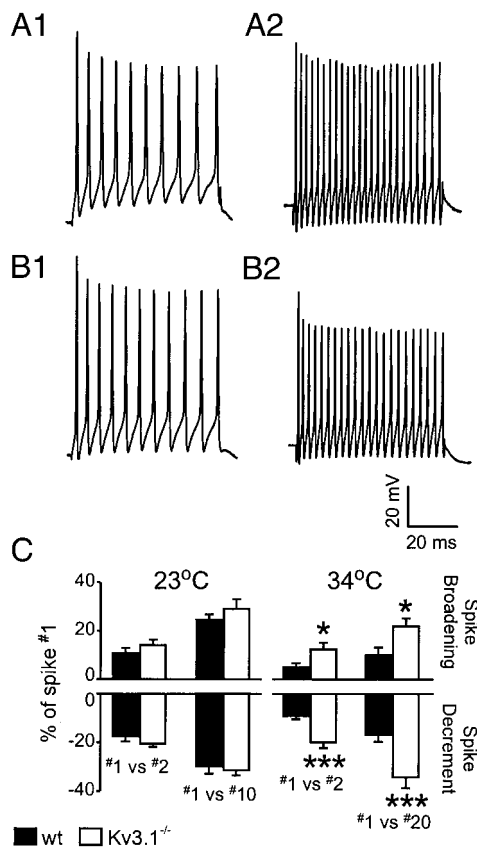 A1
A2
B1
B2
20 mV
20 ms
C
23°C
34°C
% of spike #1
40
20
0
0
-20
-40
Spike Broadening
Spike Decrement
* *
*** ***
#1 vs #2
#1 vs #10
#1 vs #2
#1 vs #20
wt
Kv3.1-/-